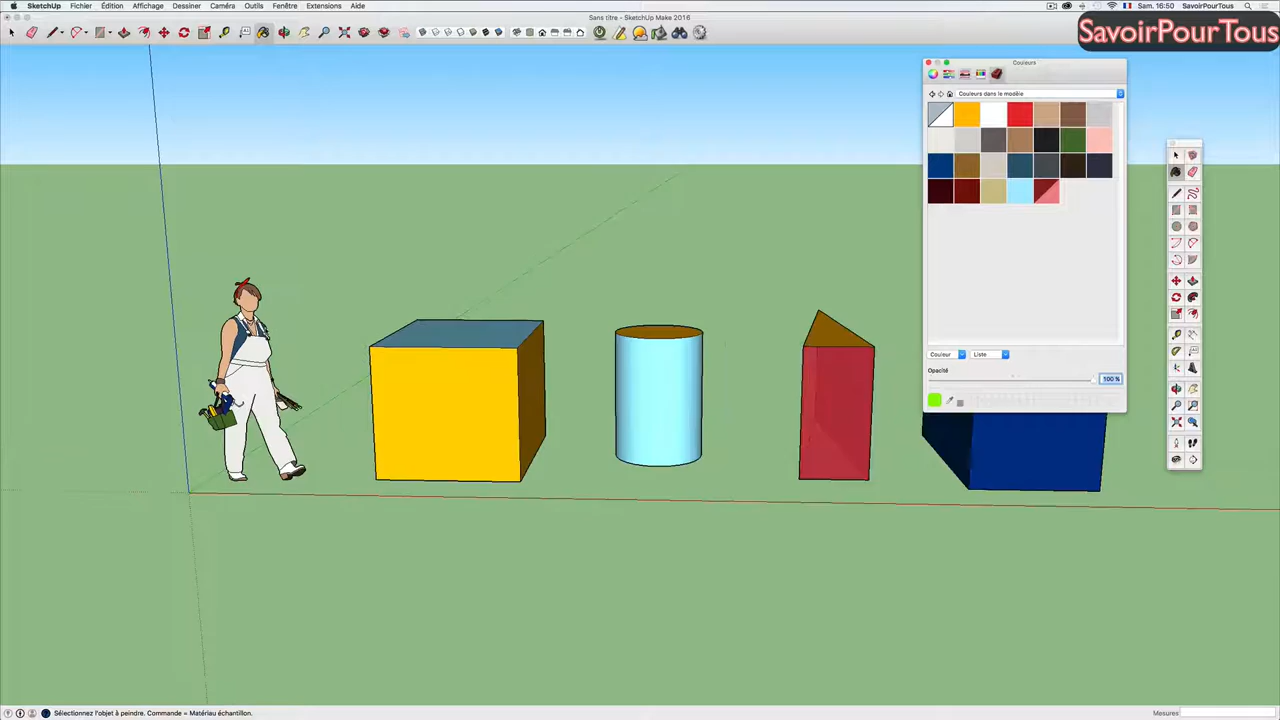 SketchUp Fichier Édition Affichage Dessiner Caméra Outils Fenêtre Extensions Aide Sam. 16:50 SavoirPourTous
Sans titre - SketchUp Make 2016
SavoirPourTous
Couleurs
Couleurs dans le modèle
Couleur Liste
Opacité
100 %
Sélectionnez l'objet à peindre. Commande = Matériau échantillon.
Mesures